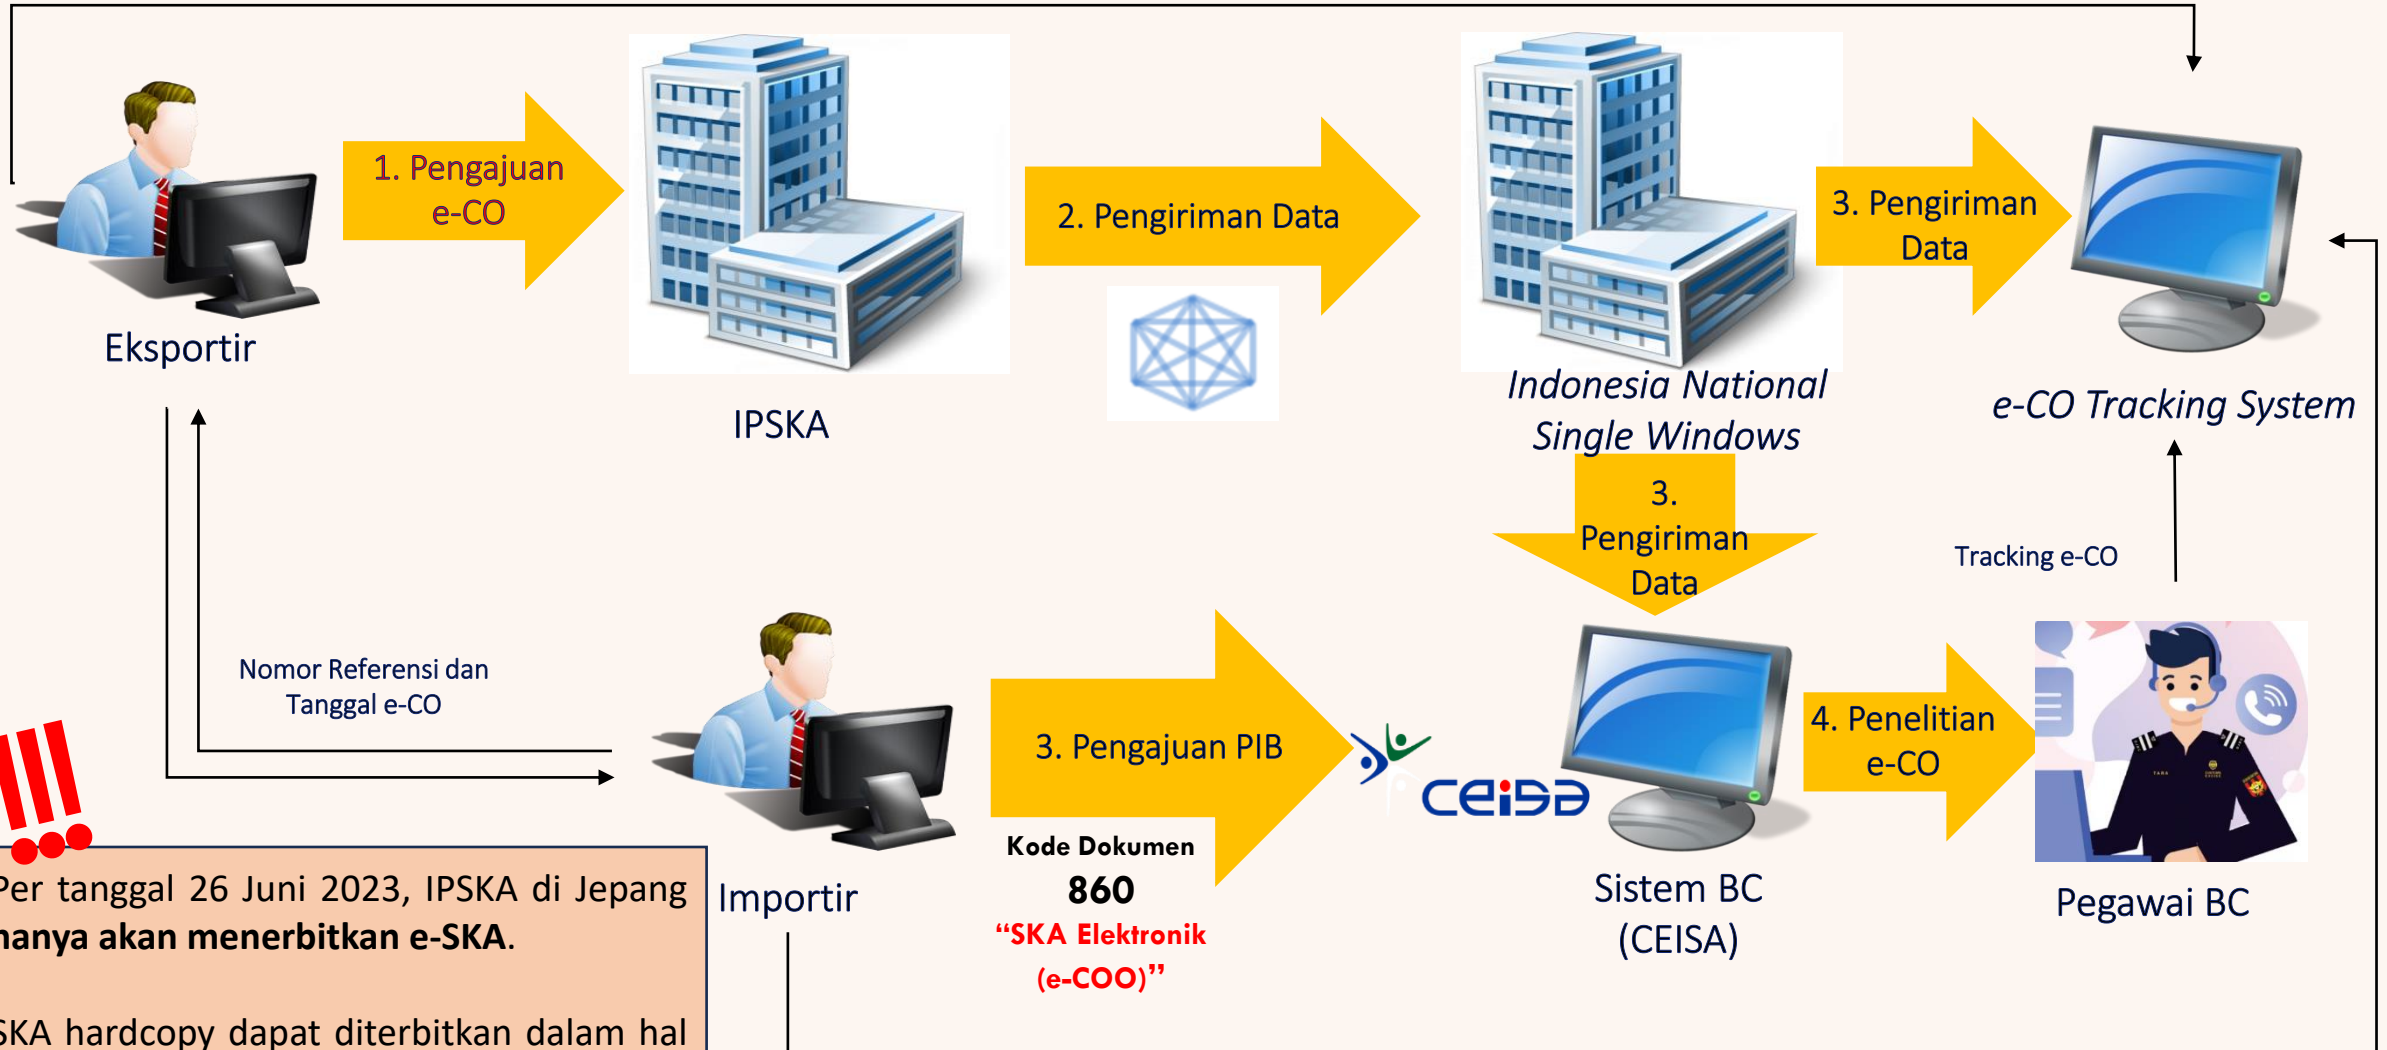 1. Pengajuan
e-CO
2. Pengiriman Data
3. Pengiriman
Data
Eksportir
IPSKA
Indonesia National
Single Windows
e-CO Tracking System
3.
Pengiriman
Data
Tracking e-CO
Nomor Referensi dan
Tanggal e-CO
!!!!
3. Pengajuan PIB
ceisa
4. Penelitian
e-CO
TARA
Kode Dokumen
860
“SKA Elektronik
(e-COO)”
Importir
Sistem BC
(CEISA)
Pegawai BC
Per tanggal 26 Juni 2023, IPSKA di Jepang
hanya akan menerbitkan e-SKA.
SKA hardcopy dapat diterbitkan dalam hal